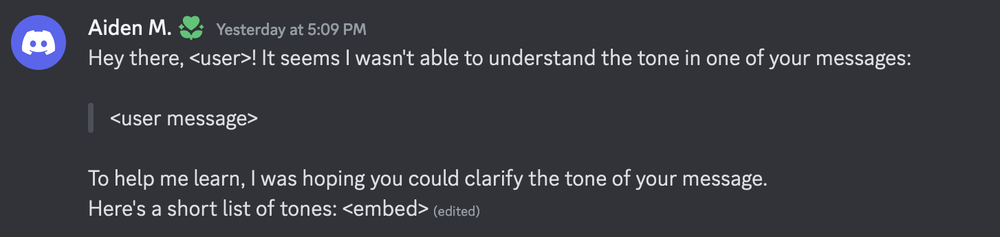 Aiden M. Yesterday at 5:09 PM
Hey there, <user>! It seems I wasn't able to understand the tone in one of your messages:
<user message>
To help me learn, I was hoping you could clarify the tone of your message.
Here's a short list of tones: <embed> (edited)